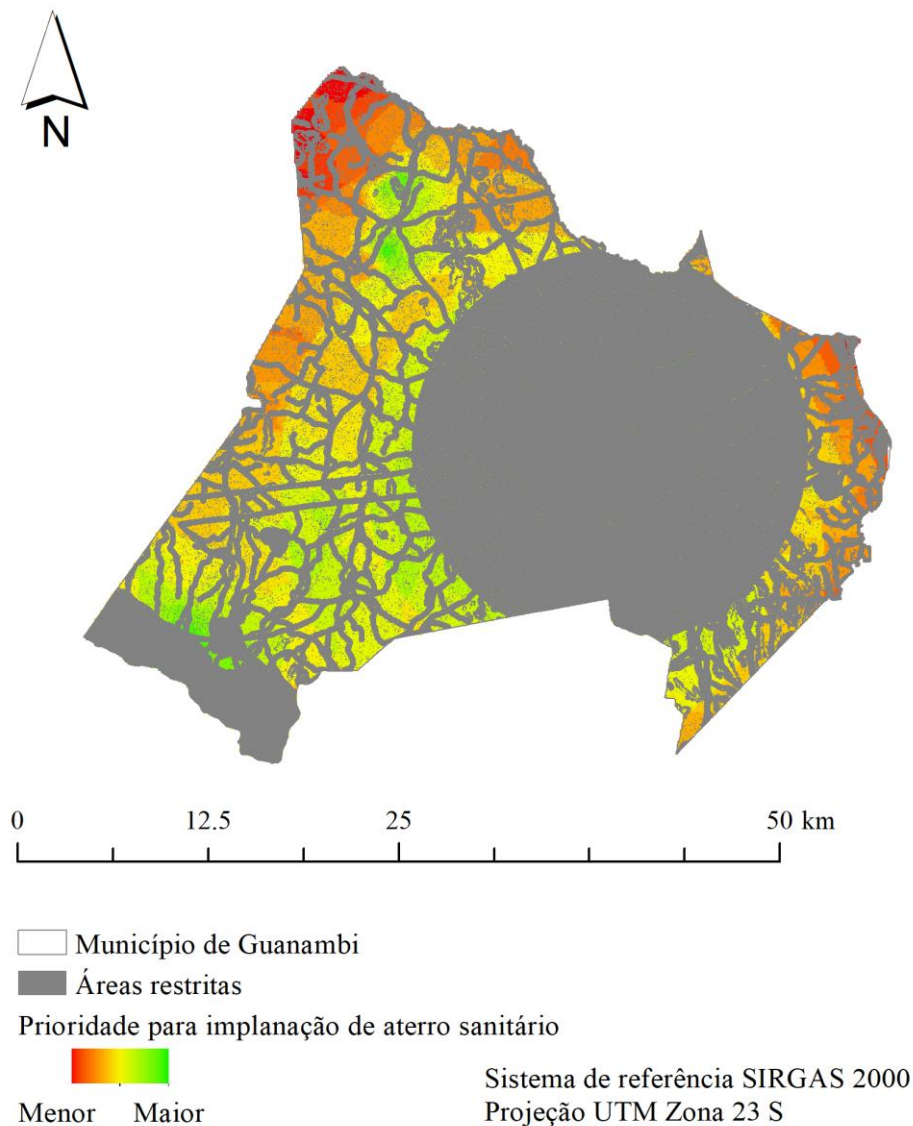 N
0 12.5 25 50 km
Município de Guanambi
Áreas restritas
Prioridade para implanação de aterro sanitário
Menor Maior
Sistema de referência SIRGAS 2000
Projeção UTM Zona 23 S